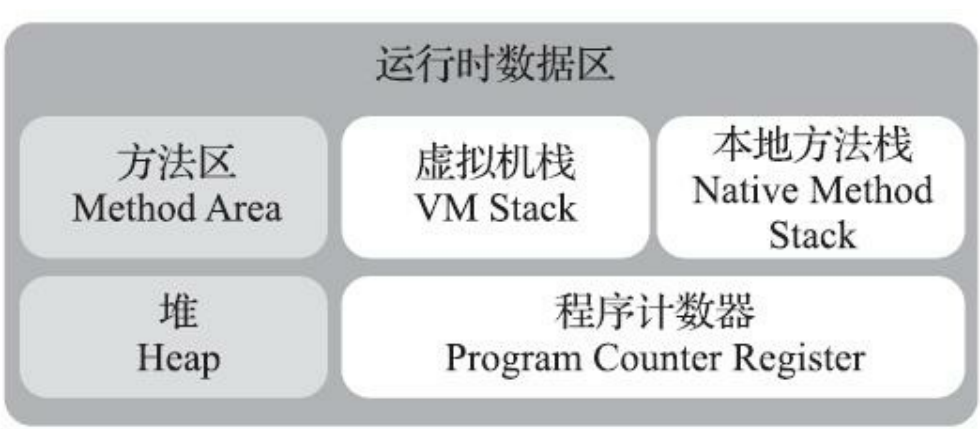 运行时数据区
方法区
Method Area
虚拟机栈
VM Stack
本地方法栈
Native Method
Stack
堆
Heap
程序计数器
Program Counter Register